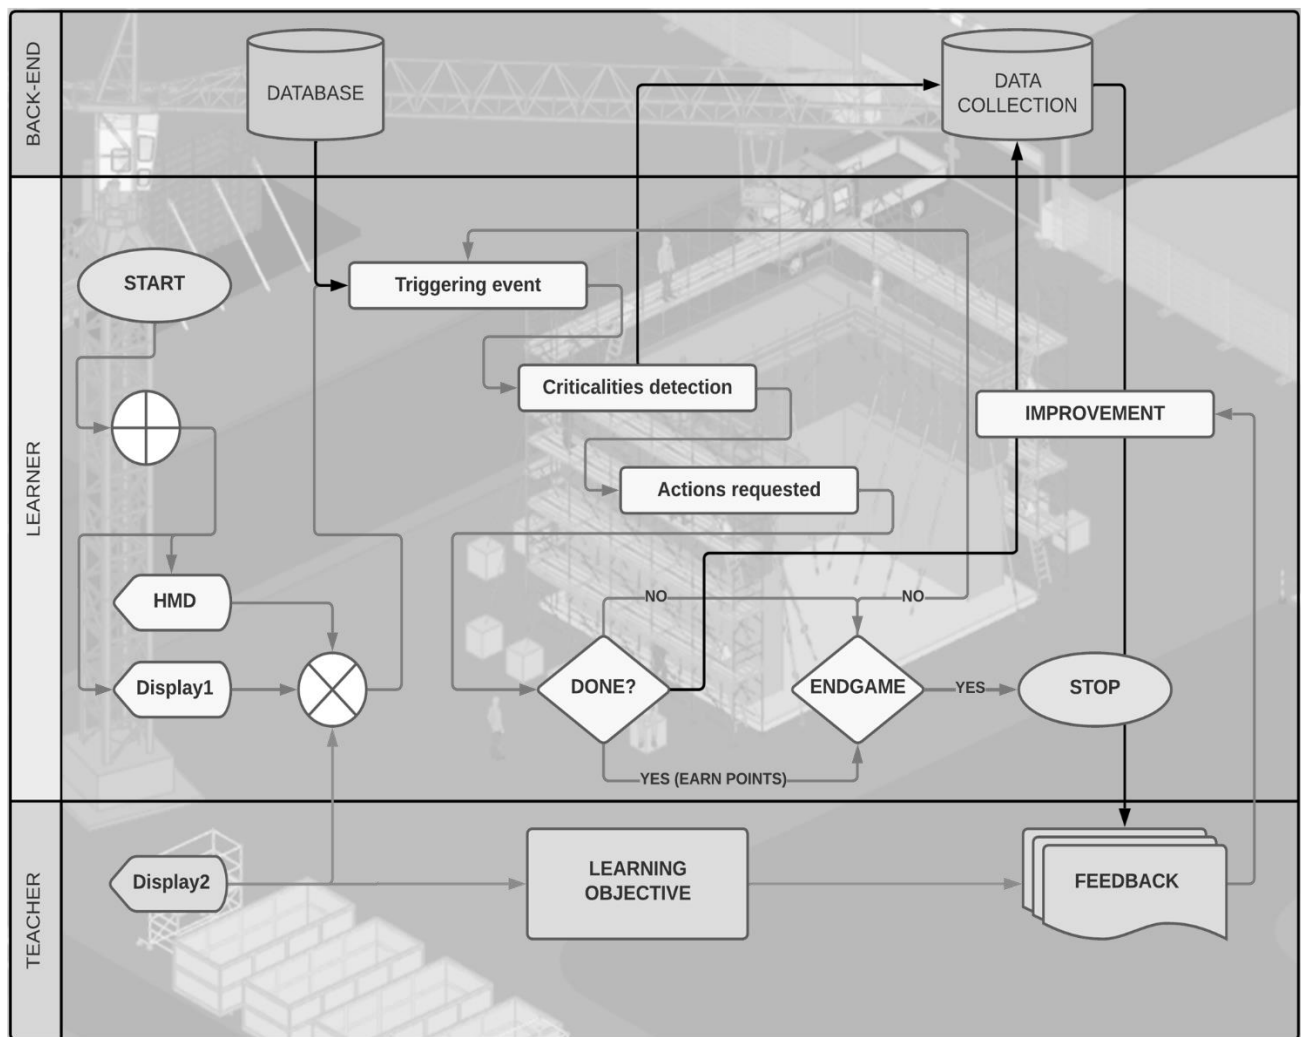 BACK-END
DATABASE
DATA
COLLECTION
LEARNER
START
Triggering event
Criticalities detection
IMPROVEMENT
Actions requested
HMD
NO
NO
Display1
DONE?
ENDGAME
YES
STOP
YES (EARN POINTS)
TEACHER
Display2
LEARNING
OBJECTIVE
FEEDBACK